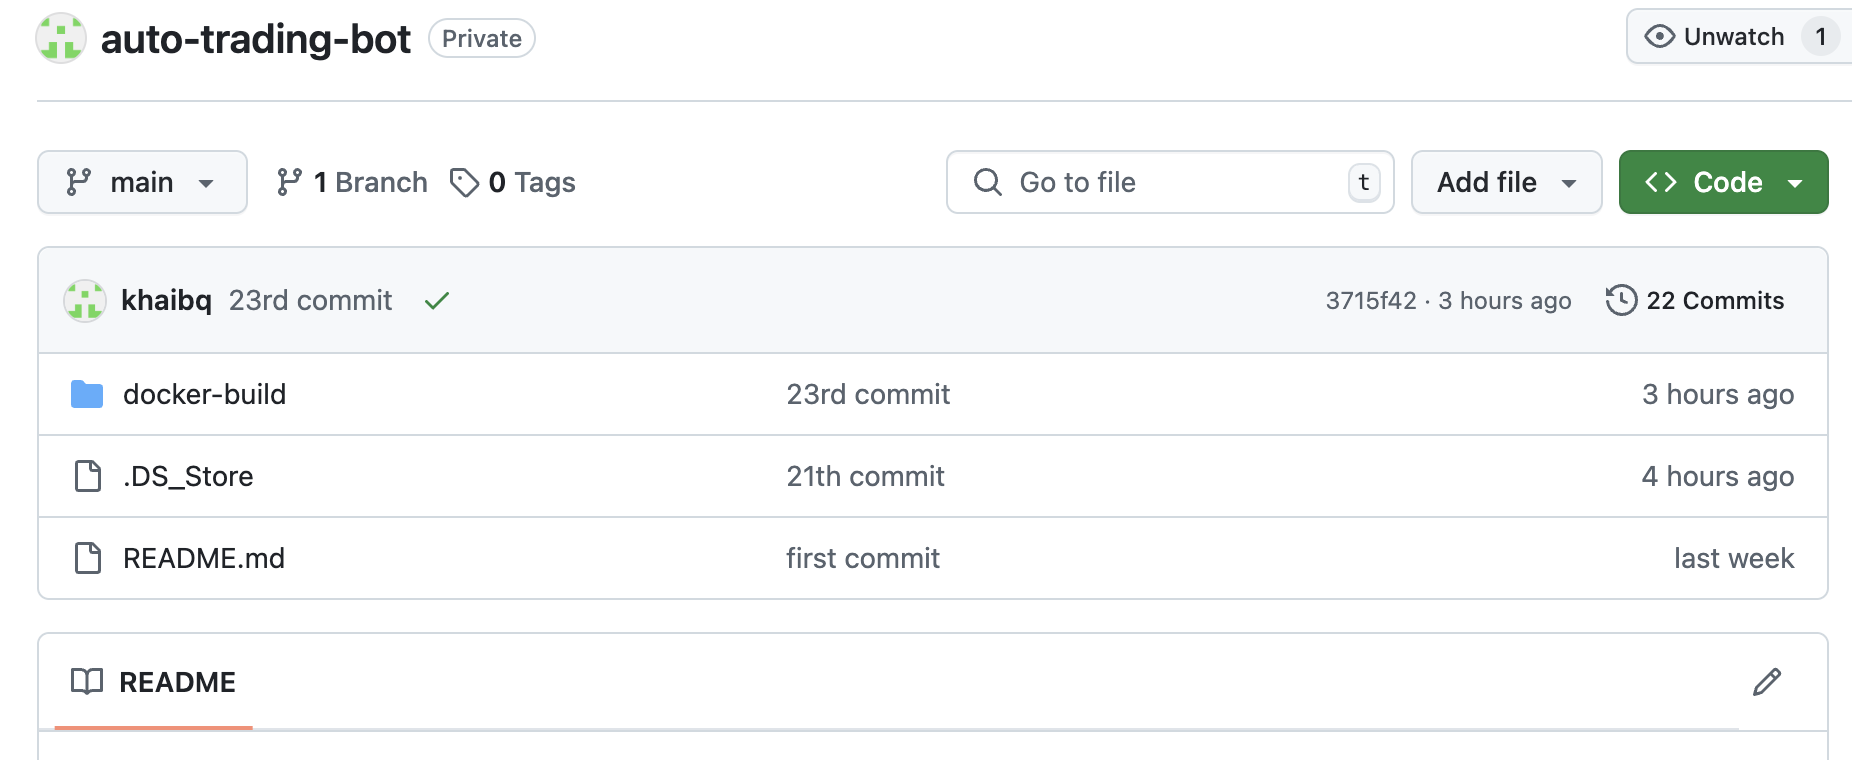 auto-trading-bot Private Unwatch 1
main 1 Branch 0 Tags Go to file t Add file Code
khaibq 23rd commit 3715f42 · 3 hours ago 22 Commits
docker-build 23rd commit 3 hours ago
.DS_Store 21th commit 4 hours ago
README.md first commit last week
README